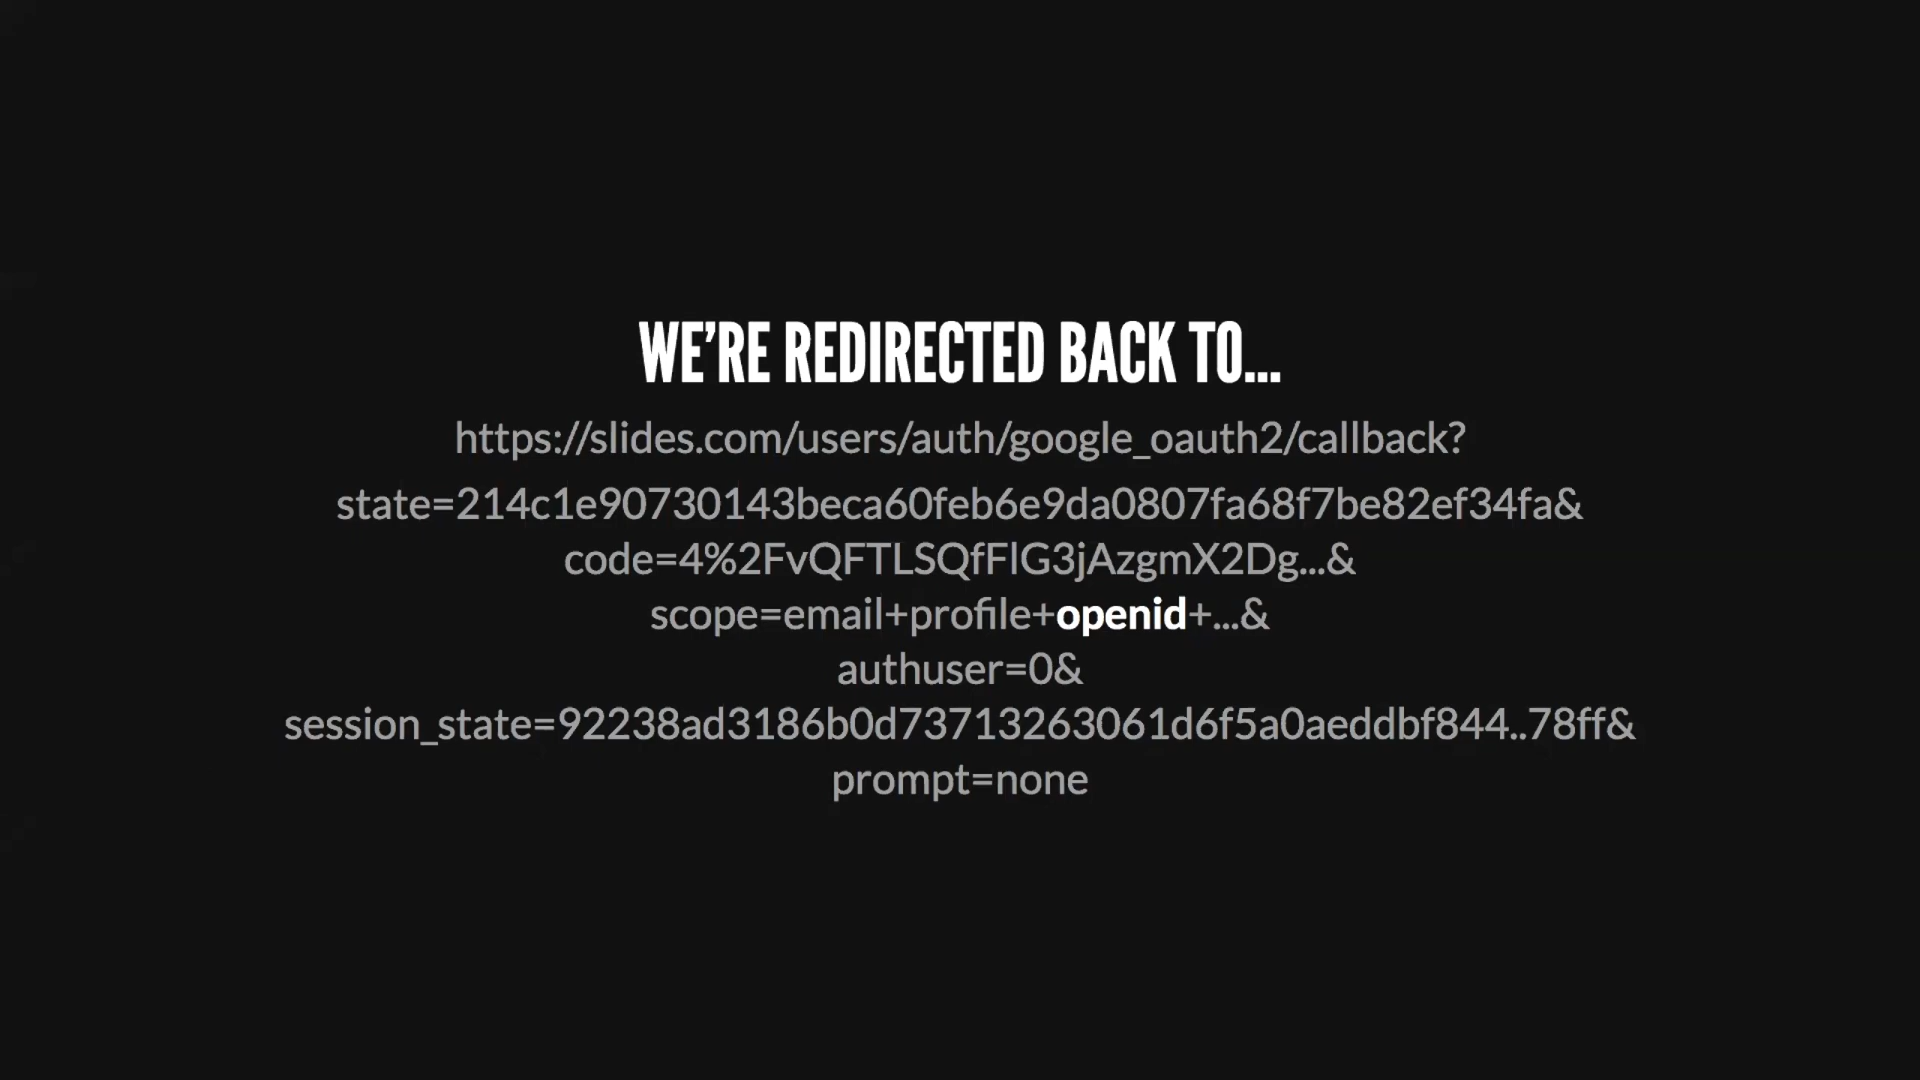 WE’RE REDIRECTED BACK TO...
https://slides.com/users/auth/google_oauth2/callback?
state=214c1e90730143beca60feb6e9da0807fa68f7be82ef34fa&
code=4%2FvQFTLSQfFlG3jAzgmX2Dg...&
scope=email+profile+openid+...&
authuser=0&
session_state=92238ad3186b0d73713263061d6f5a0aeddbf844..78ff&
prompt=none